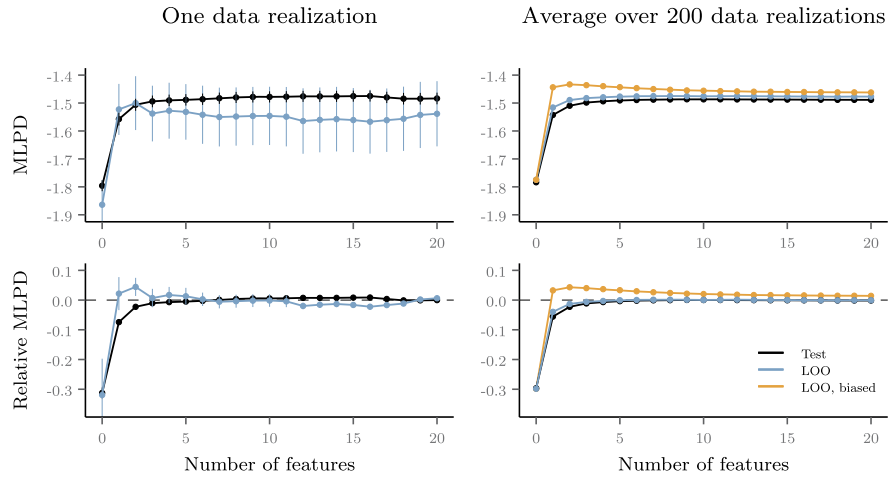 One data realization
Average over 200 data realizations
MLPD
-1.4
-1.5
-1.6
-1.7
-1.8
-1.9
0 5 10 15 20
-1.4
-1.5
-1.6
-1.7
-1.8
-1.9
0 5 10 15 20
Relative MLPD
0.1
0.0
-0.1
-0.2
-0.3
0 5 10 15 20
Number of features
0.1
0.0
-0.1
-0.2
-0.3
Test
LOO
LOO, biased
0 5 10 15 20
Number of features